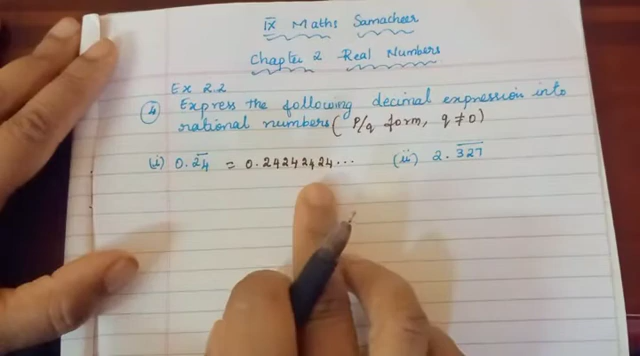 IX Maths Samacheer
Chapter 2 Real Numbers
Ex 2.2
4 Express the following decimal expression into
rational numbers (P/q form, q ≠ 0)
(i) 0.2̅4̅ = 0.24242424... (ii) 2.3̅2̅7̅